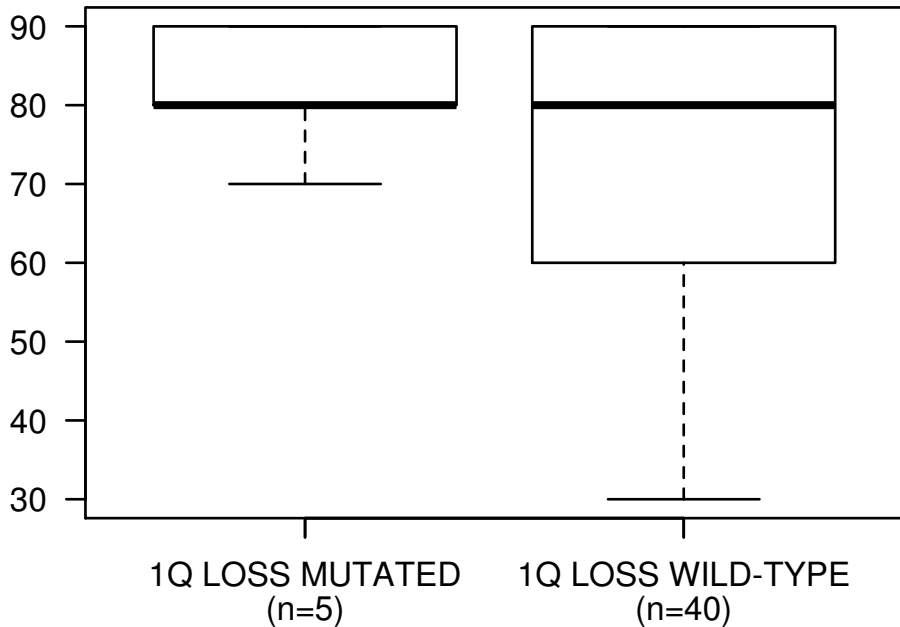 90
80
70
60
50
40
30
1Q LOSS MUTATED
(n=5)
1Q LOSS WILD-TYPE
(n=40)